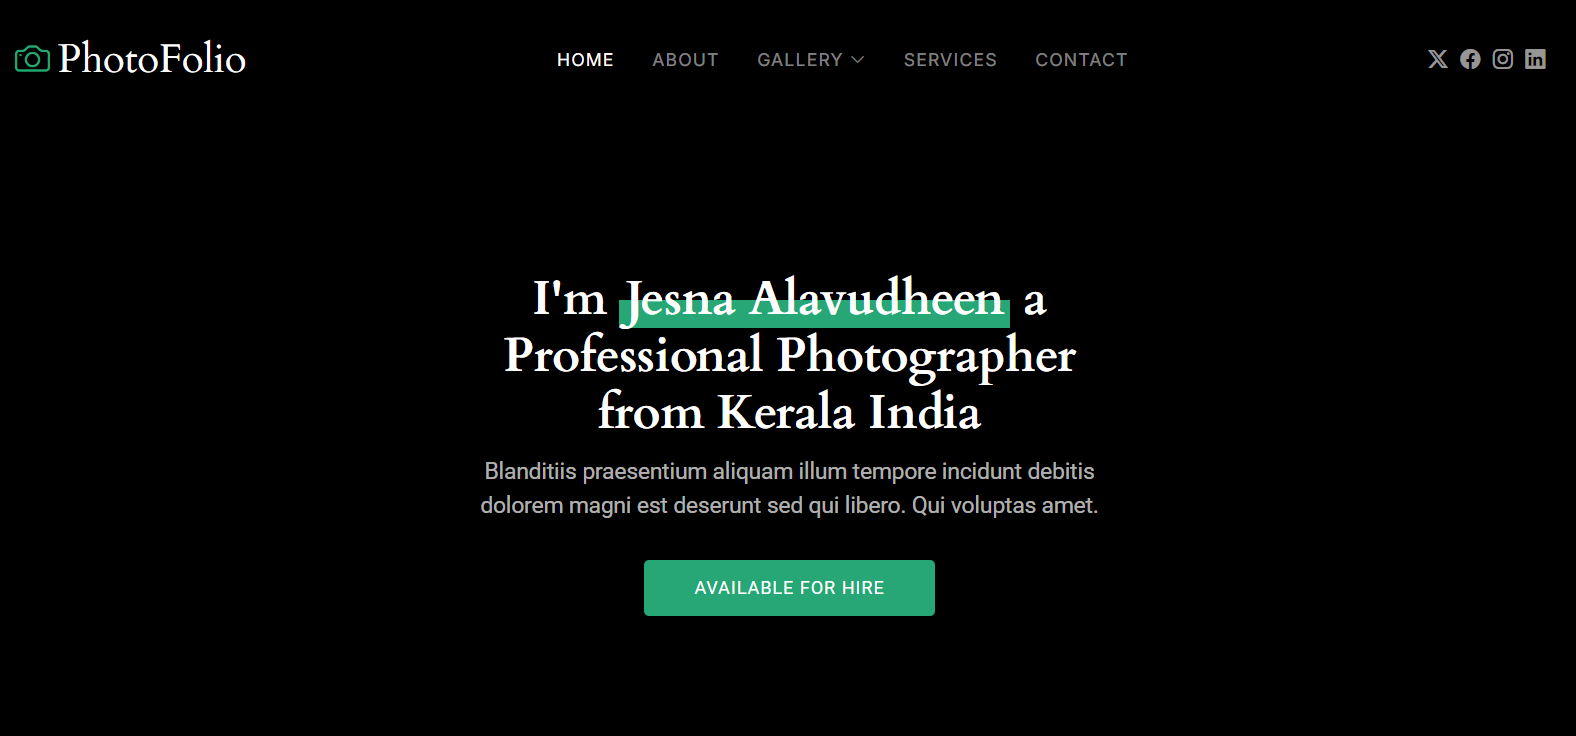 PhotoFolio
HOME ABOUT GALLERY SERVICES CONTACT
I'm Jesna Alavudheen a
Professional Photographer
from Kerala India
Blanditiis praesentium aliquam illum tempore incidunt debitis
dolorem magni est deserunt sed qui libero. Qui voluptas amet.
AVAILABLE FOR HIRE